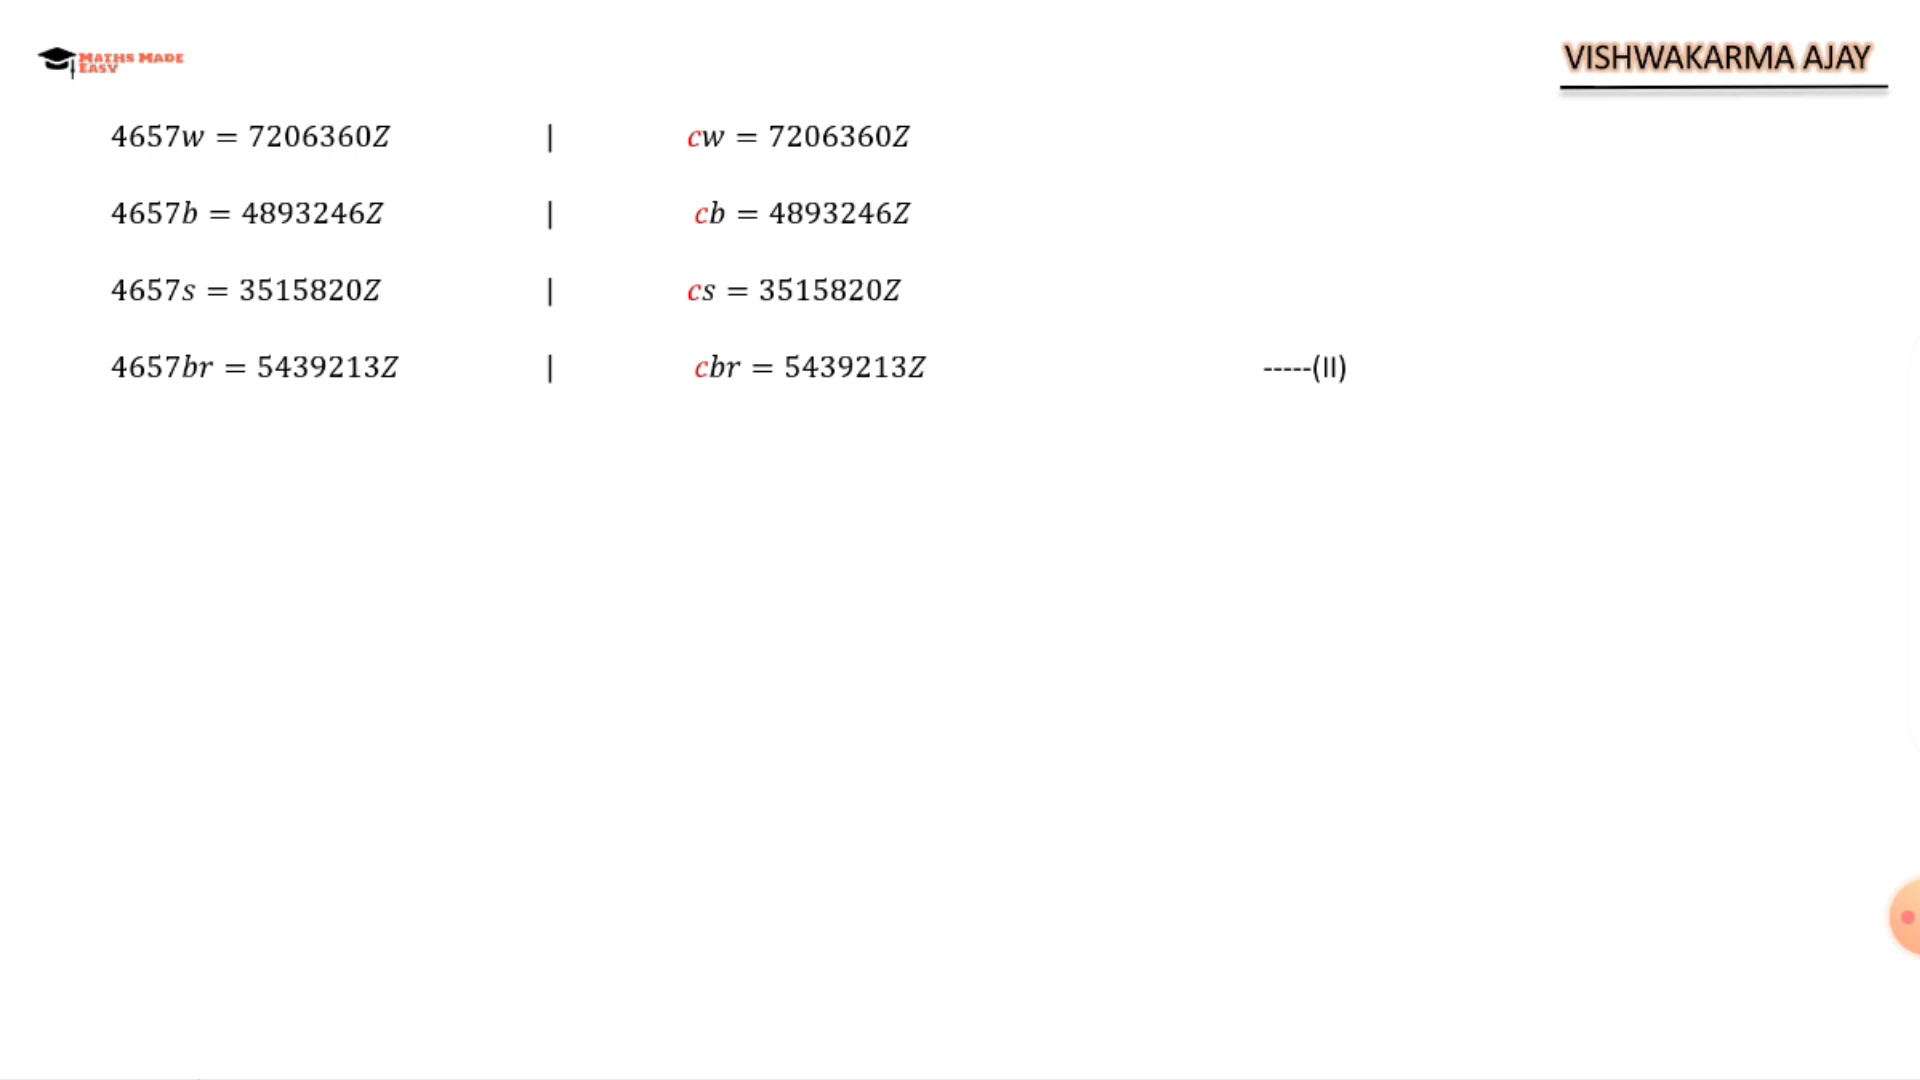 MATHS MADE
EASY
VISHWAKARMA AJAY
4657w = 7206360Z | cw = 7206360Z
4657b = 4893246Z | cb = 4893246Z
4657s = 3515820Z | cs = 3515820Z
4657br = 5439213Z | cbr = 5439213Z -----(II)